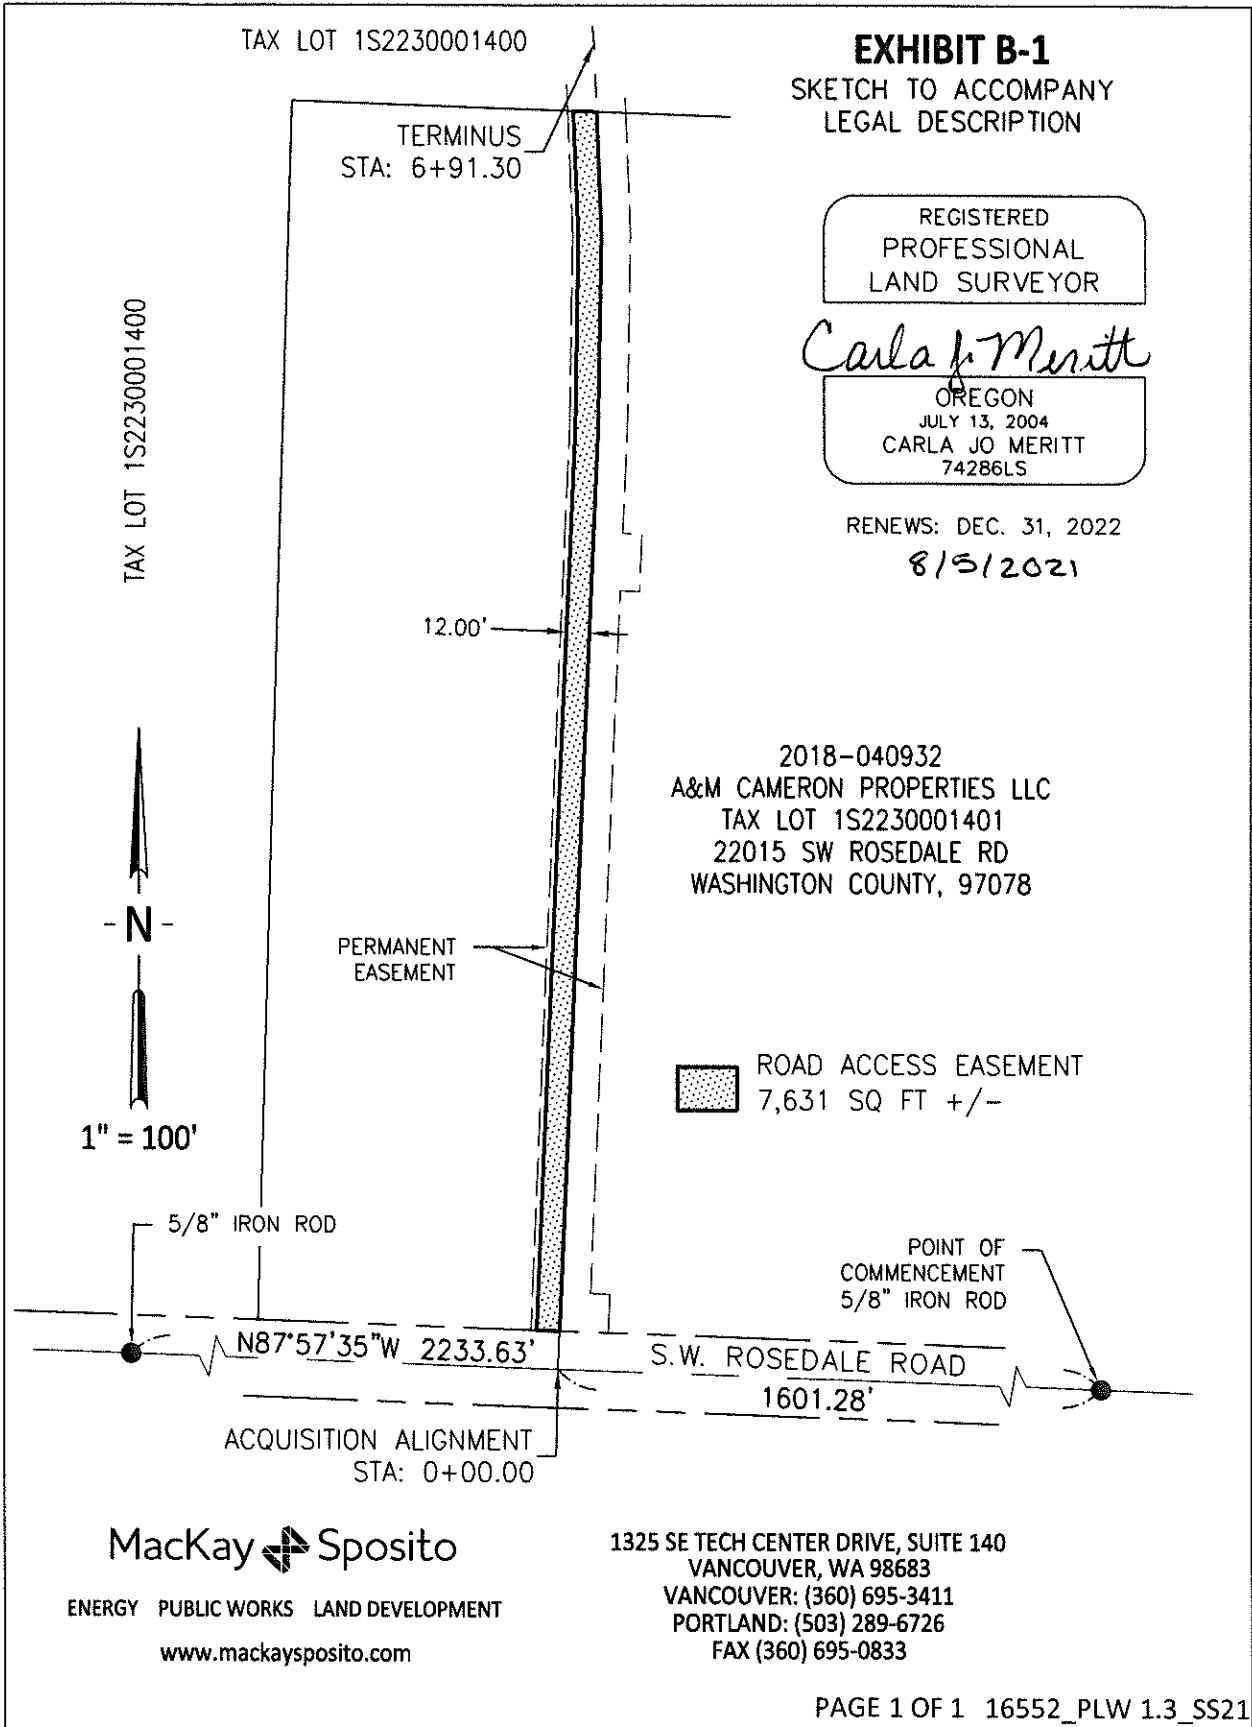 TAX LOT 1S2230001400
EXHIBIT B-1
SKETCH TO ACCOMPANY
LEGAL DESCRIPTION
TERMINUS
STA: 6+91.30
REGISTERED
PROFESSIONAL
LAND SURVEYOR
Carla Jo Meritt
OREGON
JULY 13, 2004
CARLA JO MERITT
74286LS
RENEWS: DEC. 31, 2022
8/5/2021
TAX LOT 1S2230001400
12.00'
2018-040932
A&M CAMERON PROPERTIES LLC
TAX LOT 1S2230001401
22015 SW ROSEDALE RD
WASHINGTON COUNTY, 97078
- N -
PERMANENT
EASEMENT
ROAD ACCESS EASEMENT
7,631 SQ FT +/-
1" = 100'
5/8" IRON ROD
POINT OF
COMMENCEMENT
5/8" IRON ROD
N87°57'35"W 2233.63'
S.W. ROSEDALE ROAD
1601.28'
ACQUISITION ALIGNMENT
STA: 0+00.00
MacKay Sposito
ENERGY PUBLIC WORKS LAND DEVELOPMENT
www.mackaysposito.com
1325 SE TECH CENTER DRIVE, SUITE 140
VANCOUVER, WA 98683
VANCOUVER: (360) 695-3411
PORTLAND: (503) 289-6726
FAX (360) 695-0833
PAGE 1 OF 1 16552_PLW 1.3_SS21